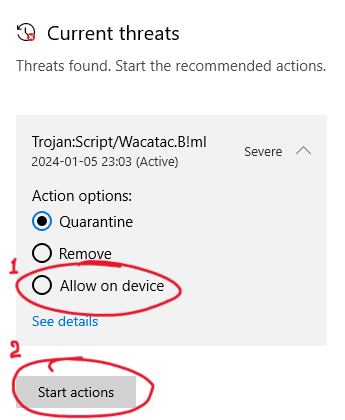 Current threats
Threats found. Start the recommended actions.
Trojan:Script/Wacatac.B!ml
2024-01-05 23:03 (Active)
Severe
Action options:
Quarantine
Remove
1
Allow on device
See details
2
Start actions